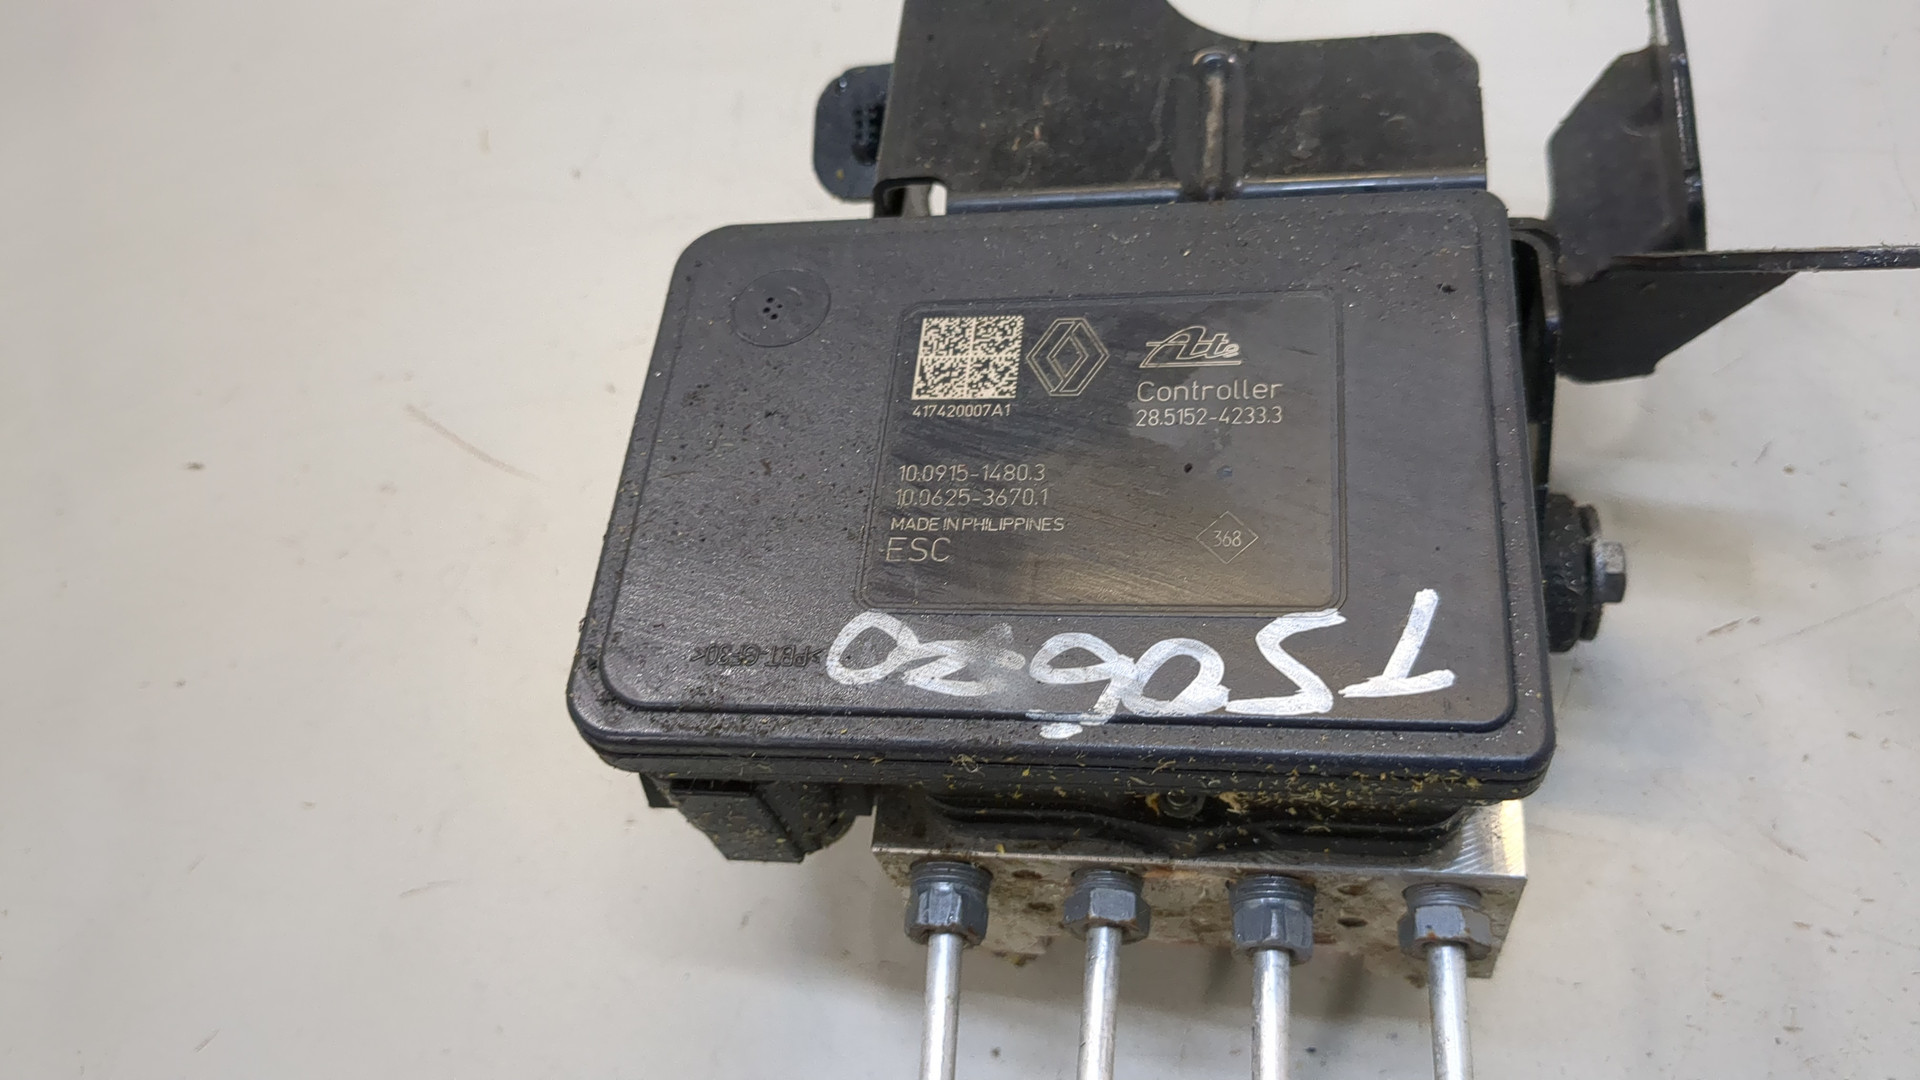 Ate
Controller
28.5152-4233.3
417420007A1
10.0915-1480.3
10.0625-3670.1
MADE IN PHILIPPINES
ESC
368
>PBT-GF30<